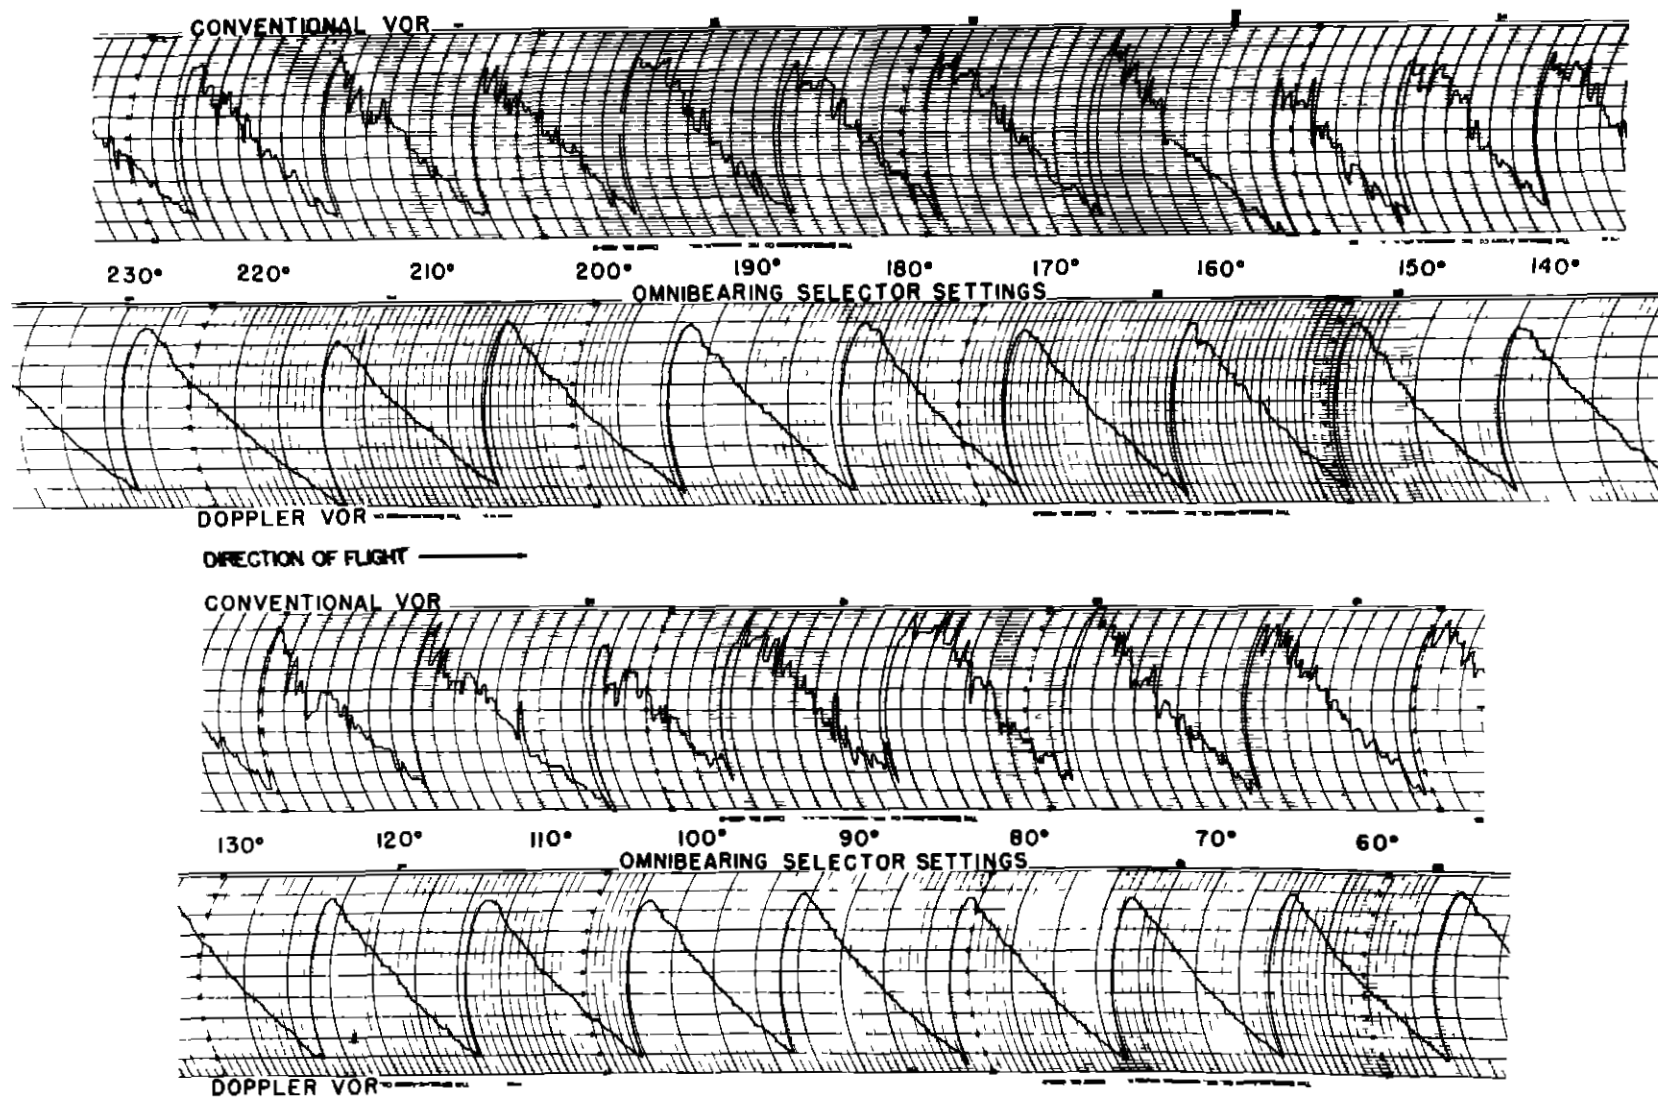 CONVENTIONAL VOR
230° 220° 210° 200° 190° 180° 170° 160° 150° 140°
OMNIBEARING SELECTOR SETTINGS
DOPPLER VOR
DIRECTION OF FLIGHT
CONVENTIONAL VOR
130° 120° 110° 100° 90° 80° 70° 60°
OMNIBEARING SELECTOR SETTINGS
DOPPLER VOR